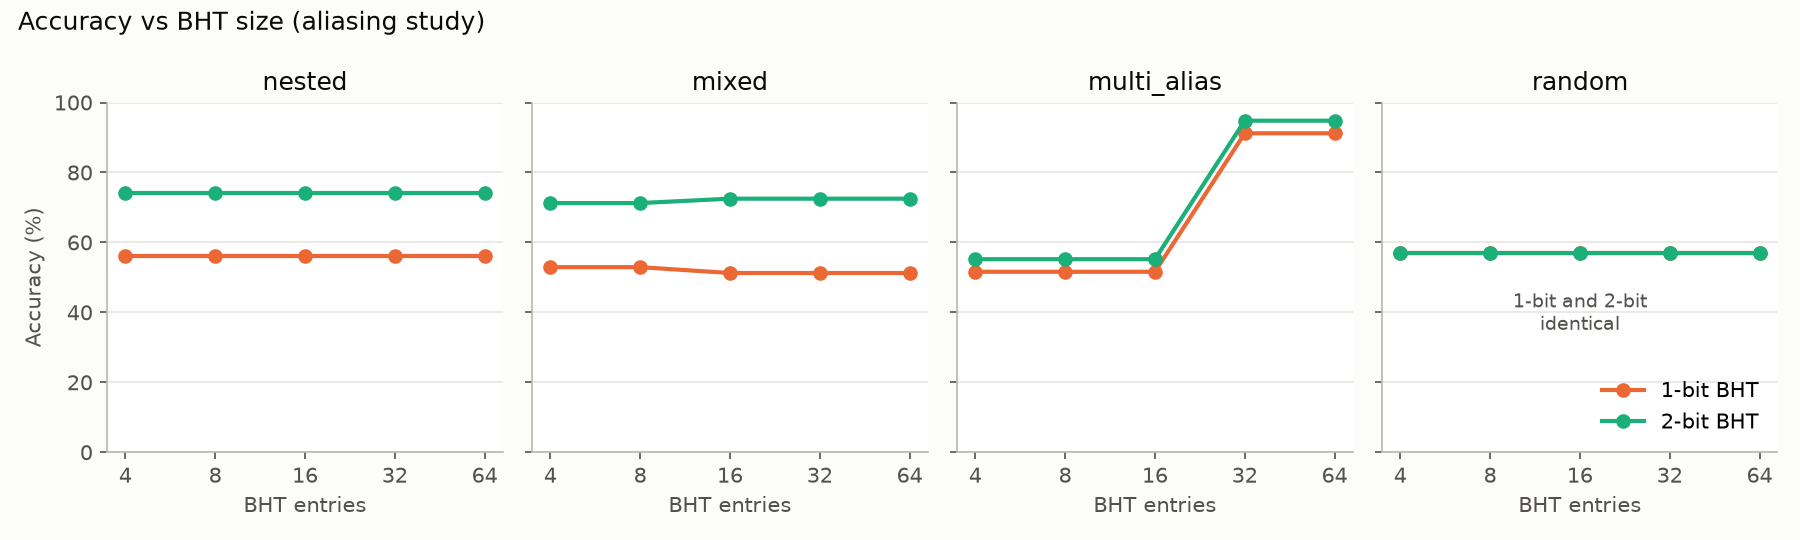 Accuracy vs BHT size (aliasing study)
nested
mixed
multi_alias
random
100
80
60
40
20
0
Accuracy (%)
4 8 16 32 64
4 8 16 32 64
4 8 16 32 64
4 8 16 32 64
BHT entries
BHT entries
BHT entries
BHT entries
1-bit and 2-bit
identical
1-bit BHT
2-bit BHT